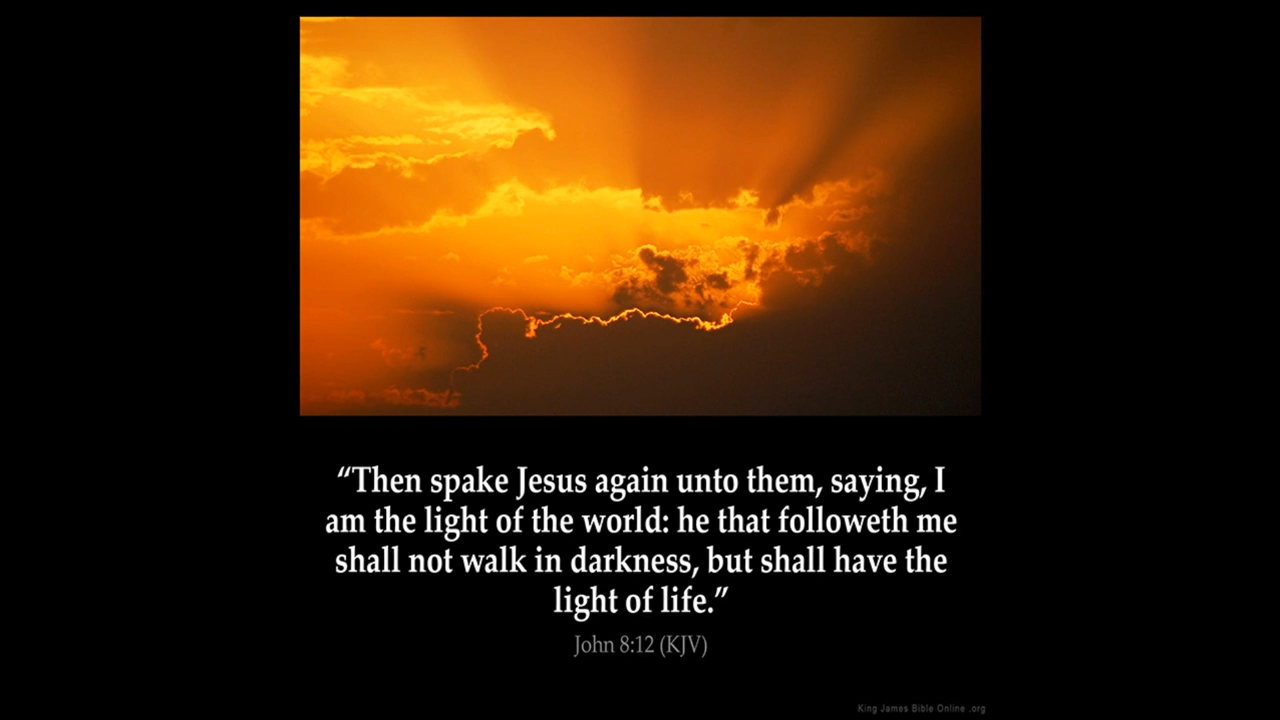 “Then spake Jesus again unto them, saying, I
am the light of the world: he that followeth me
shall not walk in darkness, but shall have the
light of life.”
John 8:12 (KJV)
King James Bible Online .org